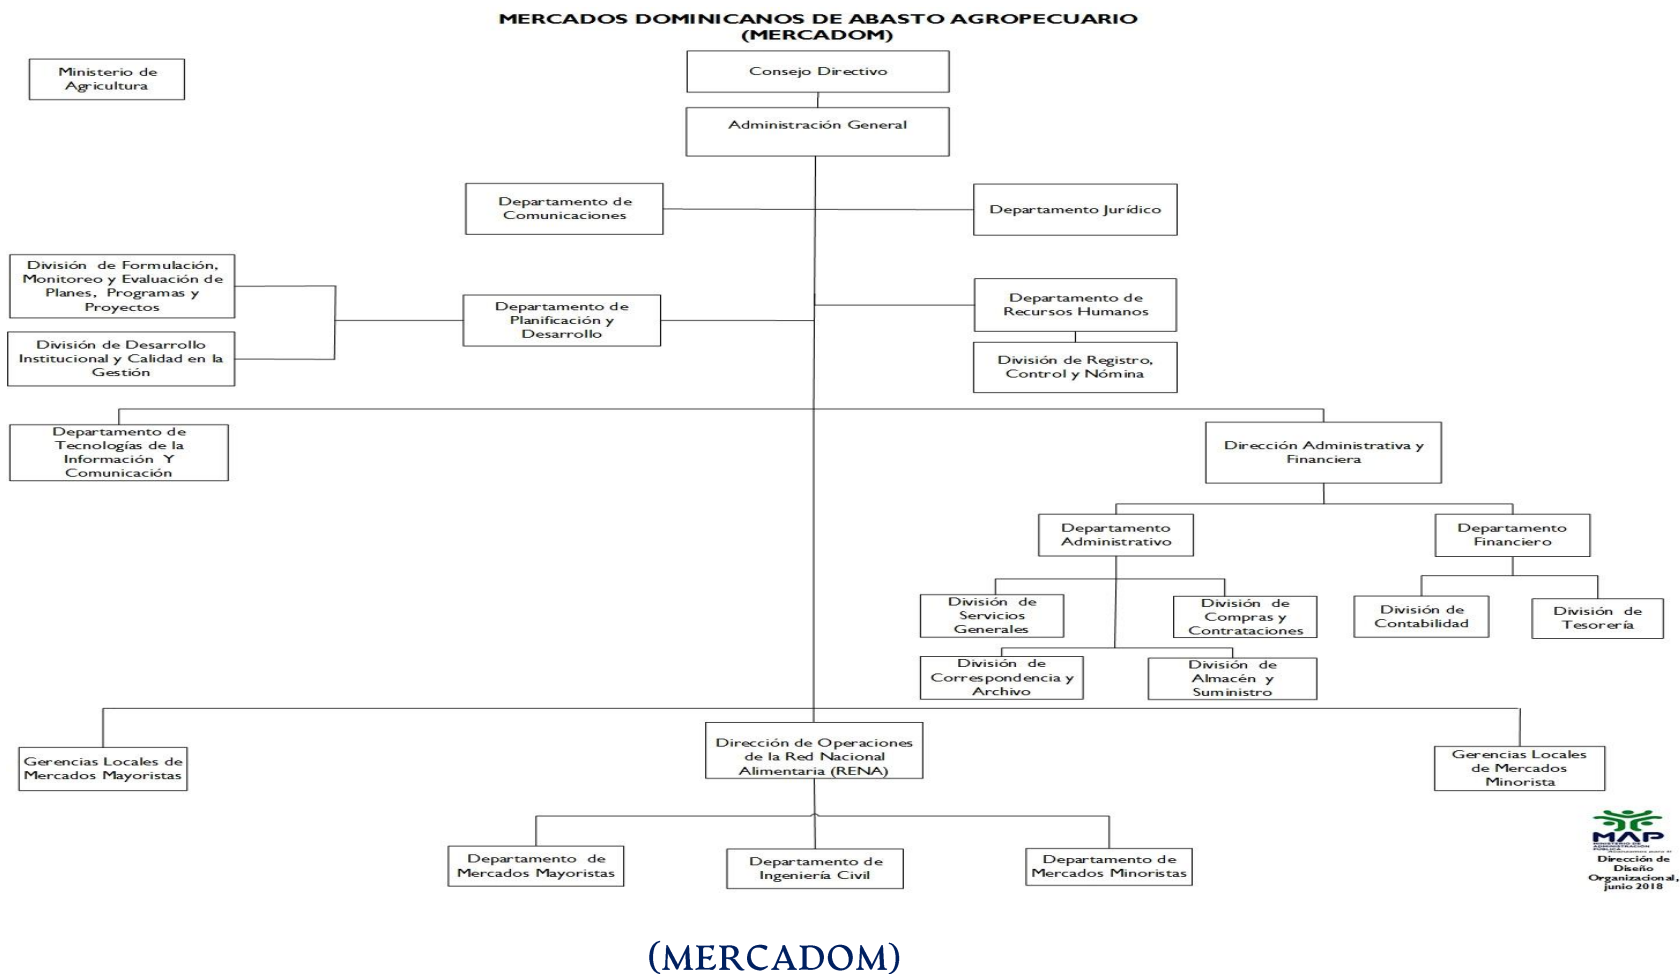 MERCADOS DOMINICANOS DE ABASTO AGROPECUARIO
(MERCADOM)
Ministerio de
Agricultura
Consejo Directivo
Administración General
Departamento de
Comunicaciones
Departamento Jurídico
División de Formulación,
Monitoreo y Evaluación de
Planes, Programas y
Proyectos
División de Desarrollo
Institucional y Calidad en la
Gestión
Departamento de
Planificación y
Desarrollo
Departamento de
Recursos Humanos
División de Registro,
Control y Nómina
Departamento de
Tecnologías de la
Información Y
Comunicación
Dirección Administrativa y
Financiera
Departamento
Administrativo
Departamento
Financiero
División de
Servicios
Generales
División de
Compras y
Contrataciones
División de
Contabilidad
División de
Tesorería
División de
Correspondencia y
Archivo
División de
Almacén y
Suministro
Gerencias Locales de
Mercados Mayoristas
Dirección de Operaciones
de la Red Nacional
Alimentaria (RENA)
Gerencias Locales
de Mercados
Minorista
Departamento de
Mercados Mayoristas
Departamento de
Ingeniería Civil
Departamento de
Mercados Minoristas
MAP
MINISTERIO DE
ADMINISTRACIÓN
PÚBLICA
Dirección de
Diseño
Organizacional,
junio 2018
(MERCADOM)